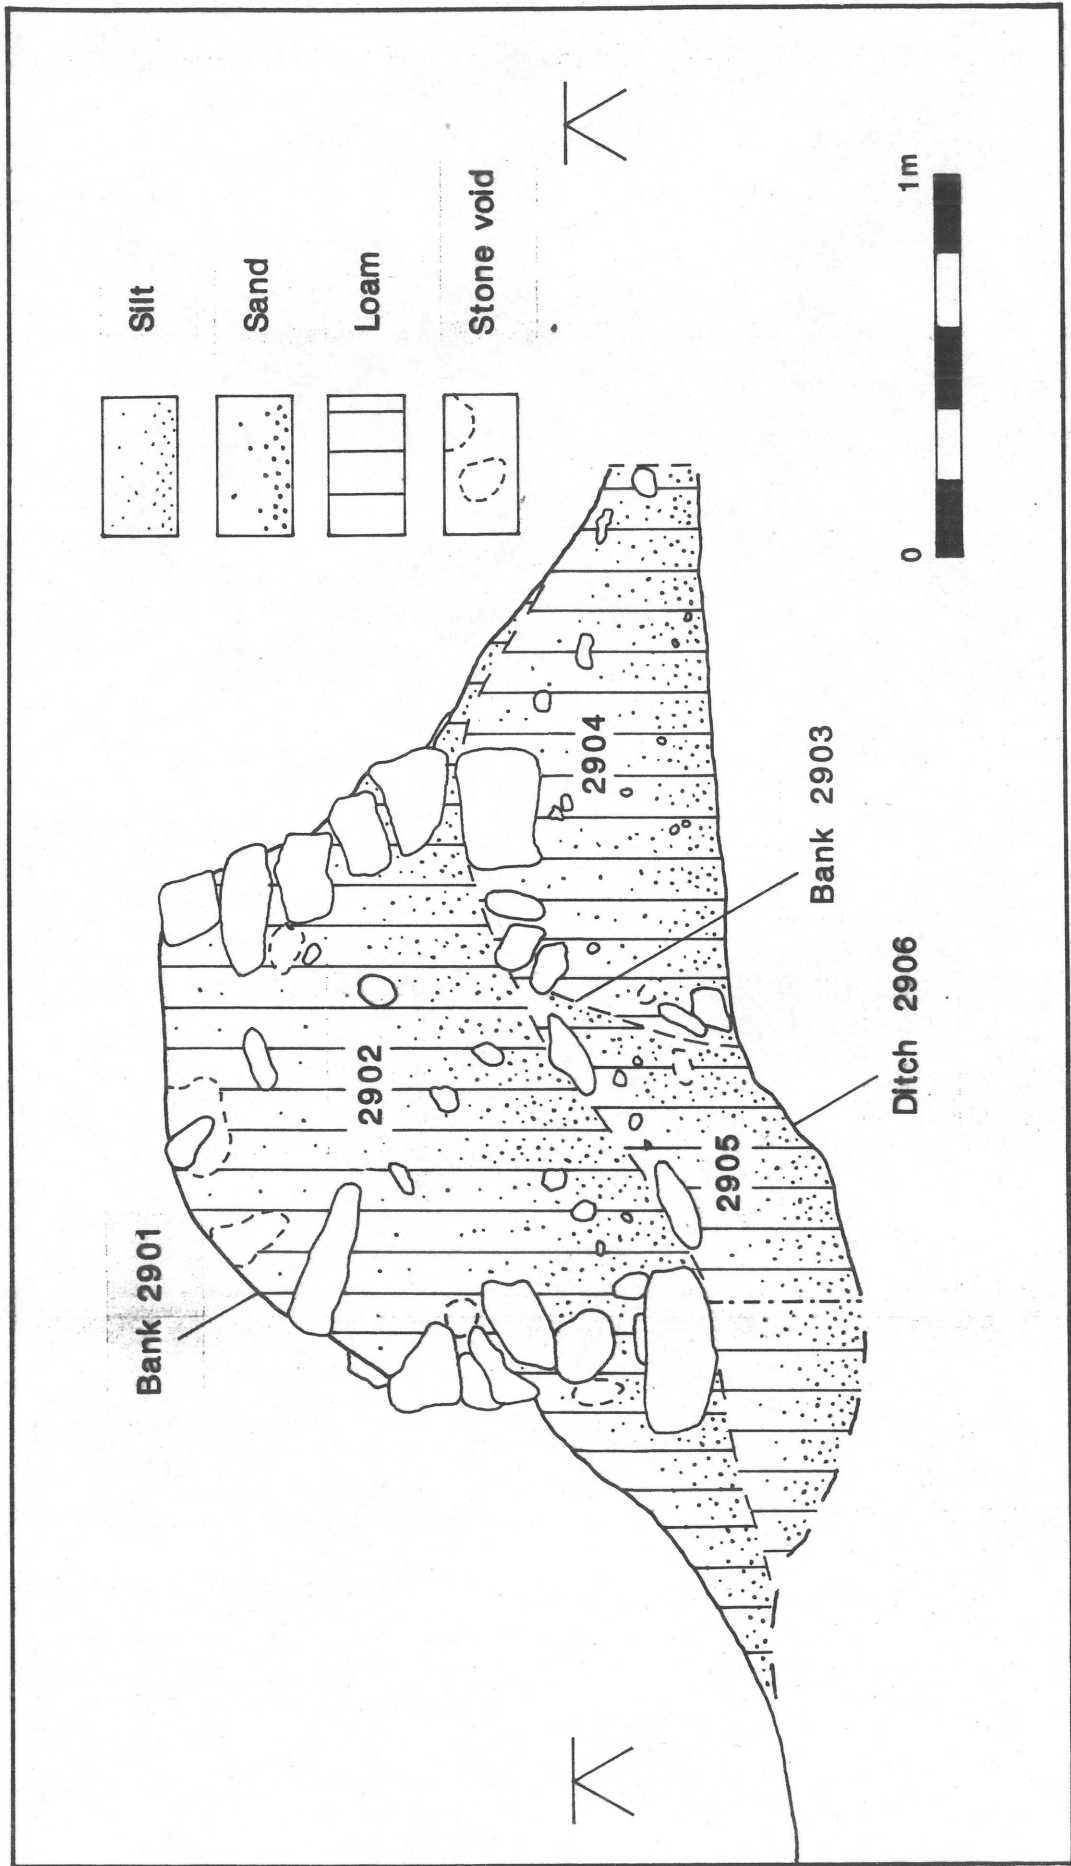 Silt
Sand
Loam
Stone void
Bank 2901
2902
2904
2905
Bank 2903
Ditch 2906
0
1m